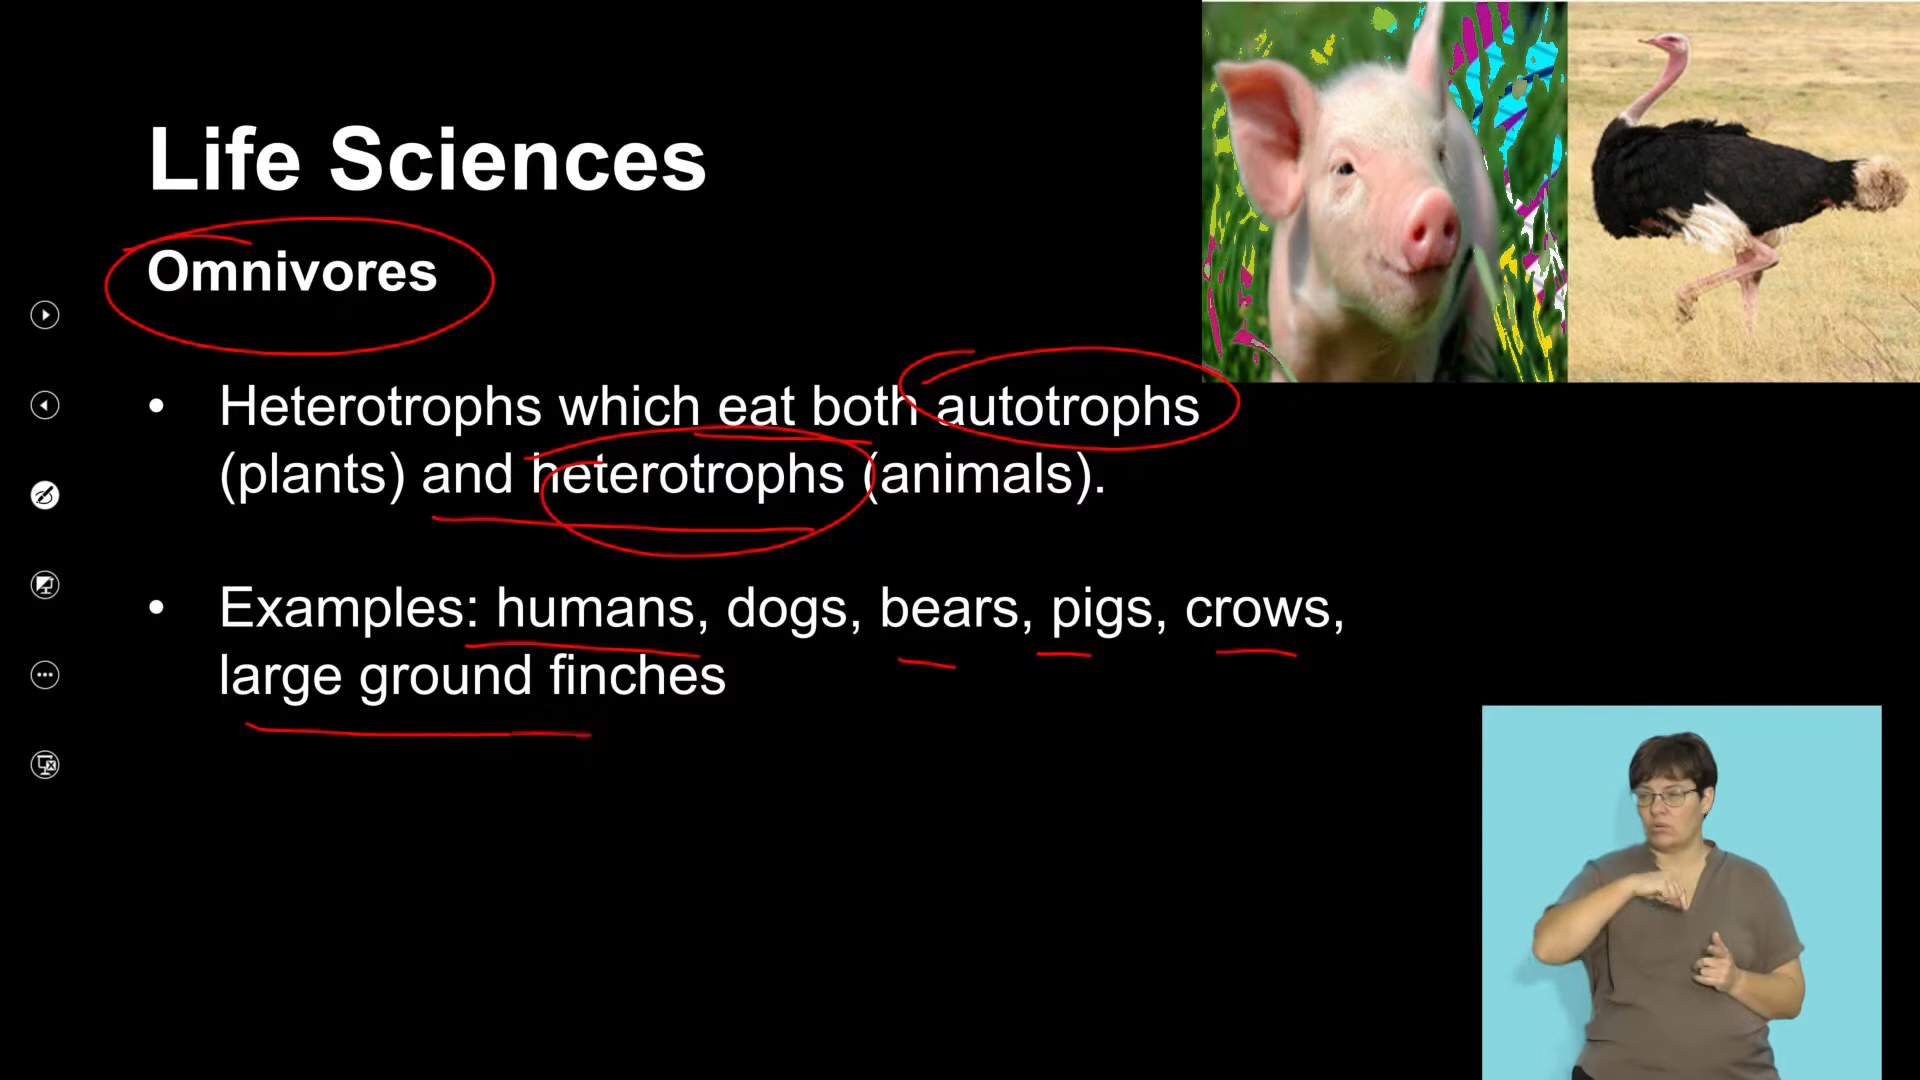 Life Sciences
Omnivores
• Heterotrophs which eat both autotrophs
(plants) and heterotrophs (animals).
• Examples: humans, dogs, bears, pigs, crows,
large ground finches